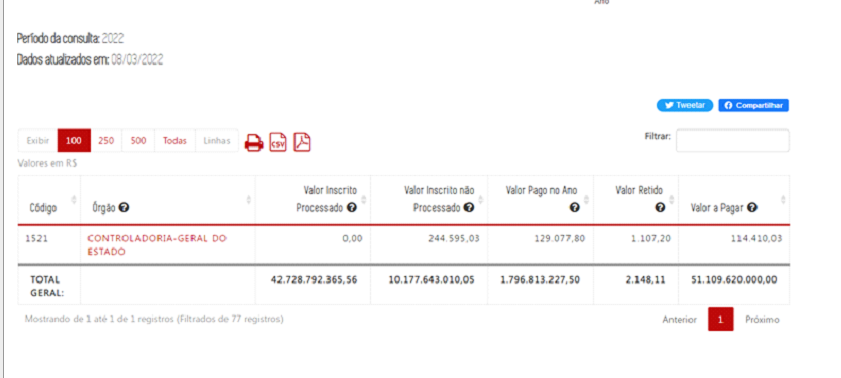 Ano
Período da consulta: 2022
Dados atualizados em: 08/03/2022
Tweetar Compartilhar
Exibir 100 250 500 Todas Linhas CSV Filtrar:
Valores em R$
Código Órgão Valor Inscrito Processado Valor Inscrito não Processado Valor Pago no Ano Valor Retido Valor a Pagar
1521 CONTROLADORIA-GERAL DO ESTADO 0,00 244.595,03 129.077,80 1.107,20 114.410,03
TOTAL GERAL: 42.728.792.365,56 10.177.643.010,05 1.796.813.227,50 2.148,11 51.109.620.000,00
Mostrando de 1 até 1 de 1 registros (Filtrados de 77 registros) Anterior 1 Próximo